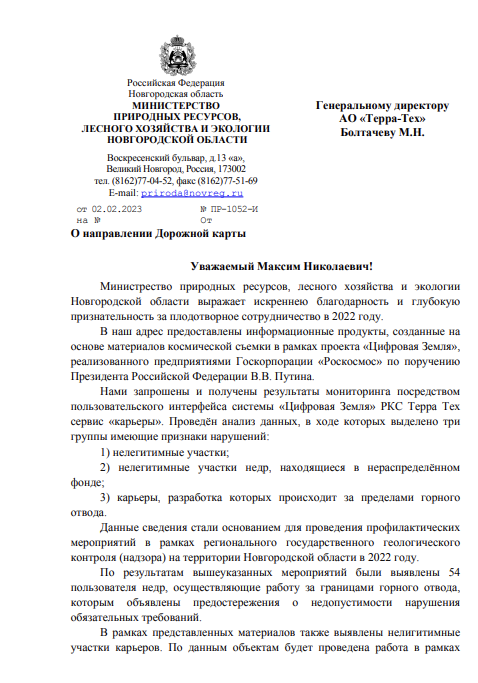 Российская Федерация
Новгородская область
МИНИСТЕРСТВО
ПРИРОДНЫХ РЕСУРСОВ,
ЛЕСНОГО ХОЗЯЙСТВА И ЭКОЛОГИИ
НОВГОРОДСКОЙ ОБЛАСТИ
Воскресенский бульвар, д.13 «а»,
Великий Новгород, Россия, 173002
тел. (8162)77-04-52, факс (8162)77-51-69
E-mail: priroda@novreg.ru
от 02.02.2023 № ПР-1052-И
на № От
О направлении Дорожной карты
Генеральному директору
АО «Терра-Тех»
Болтачеву М.Н.
Уважаемый Максим Николаевич!
Министрество природных ресурсов, лесного хозяйства и экологии
Новгородской области выражает искреннею благодарность и глубокую
признательность за плодотворное сотрудничество в 2022 году.
В наш адрес предоставлены информационные продукты, созданные на
основе материалов космической съемки в рамках проекта «Цифровая Земля»,
реализованного предприятиями Госкорпорации «Роскосмос» по поручению
Президента Российской Федерации В.В. Путина.
Нами запрошены и получены результаты мониторинга посредством
пользовательского интерфейса системы «Цифровая Земля» РКС Терра Тех
сервис «карьеры». Проведён анализ данных, в ходе которых выделено три
группы имеющие признаки нарушений:
1) нелегитимные участки;
2) нелегитимные участки недр, находящиеся в нераспределённом
фонде;
3) карьеры, разработка которых происходит за пределами горного
отвода.
Данные сведения стали основанием для проведения профилактических
мероприятий в рамках регионального государственного геологического
контроля (надзора) на территории Новгородской области в 2022 году.
По результатам вышеуказанных мероприятий были выявлены 54
пользователя недр, осуществляющие работу за границами горного отвода,
которым объявлены предостережения о недопустимости нарушения
обязательных требований.
В рамках представленных материалов также выявлены нелигитимные
участки карьеров. По данным объектам будет проведена работа в рамках